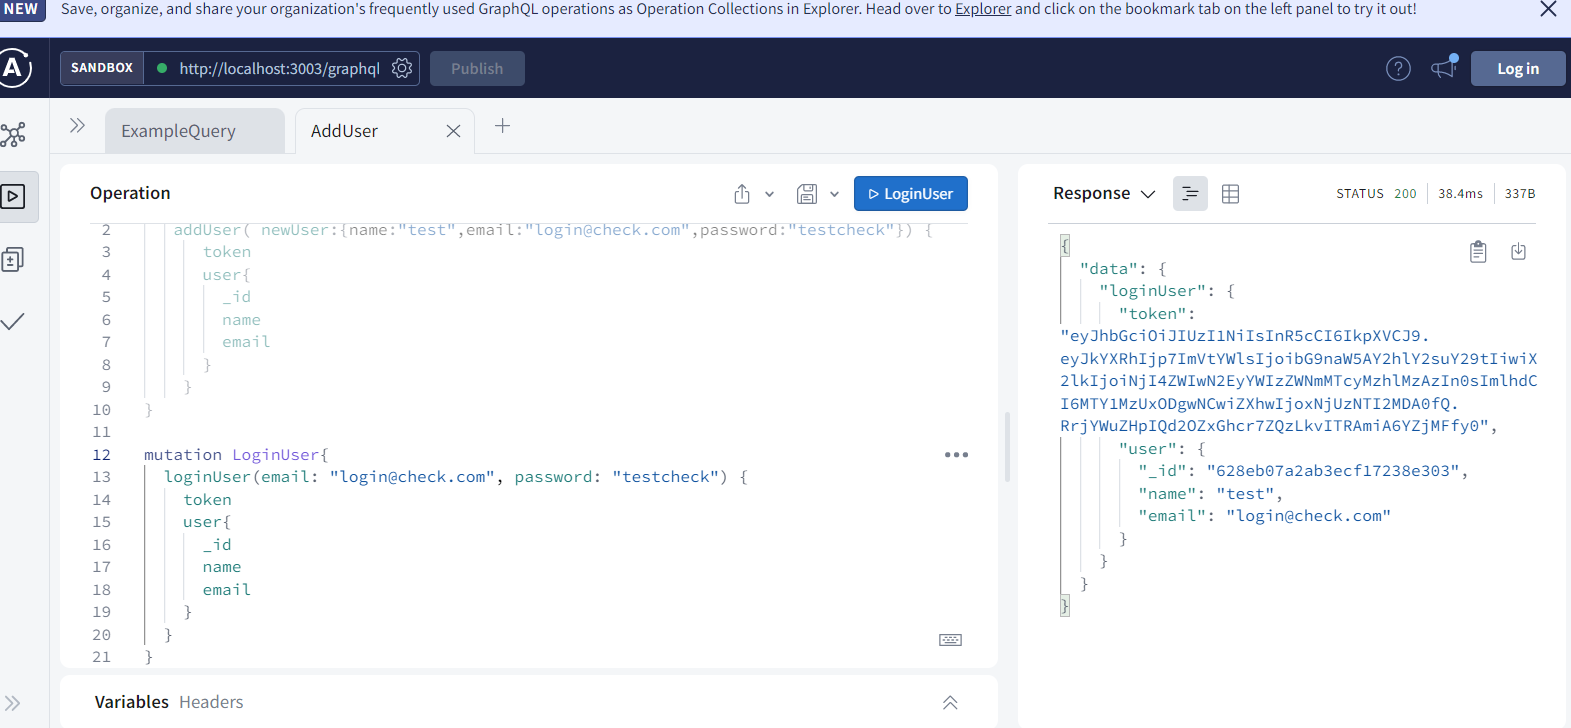 NEW Save, organize, and share your organization's frequently used GraphQL operations as Operation Collections in Explorer. Head over to Explorer and click on the bookmark tab on the left panel to try it out!
A SANDBOX http://localhost:3003/graphql Publish ? Log in
ExampleQuery AddUser
Operation LoginUser
2 addUser( newUser:{name:"test",email:"login@check.com",password:"testcheck"}) {
3 token
4 user{
5 _id
6 name
7 email
8 }
9 }
10 }
11
12 mutation LoginUser{
13 loginUser(email: "login@check.com", password: "testcheck") {
14 token
15 user{
16 _id
17 name
18 email
19 }
20 }
21 }
Variables Headers
Response STATUS 200 38.4ms 337B
{
"data": {
"loginUser": {
"token":
"eyJhbGciOiJIUzI1NiIsInR5cCI6IkpXVCJ9.
eyJkYXRhIjp7ImVtYWlsIjoibG9naW5AY2hlY2suY29tIiwiX
2lkIjoiNjI4ZWIwN2EyYWIzZWNmMTcyMzhlMzAzIn0sImlhdC
I6MTY1MzUxODgwNCwiZXhwIjoxNjUzNTI2MDA0fQ.
RrjYWuZHpIQd2OZxGhcr7ZQzLkvITRAmiA6YZjMFfy0",
"user": {
"_id": "628eb07a2ab3ecf17238e303",
"name": "test",
"email": "login@check.com"
}
}
}
}